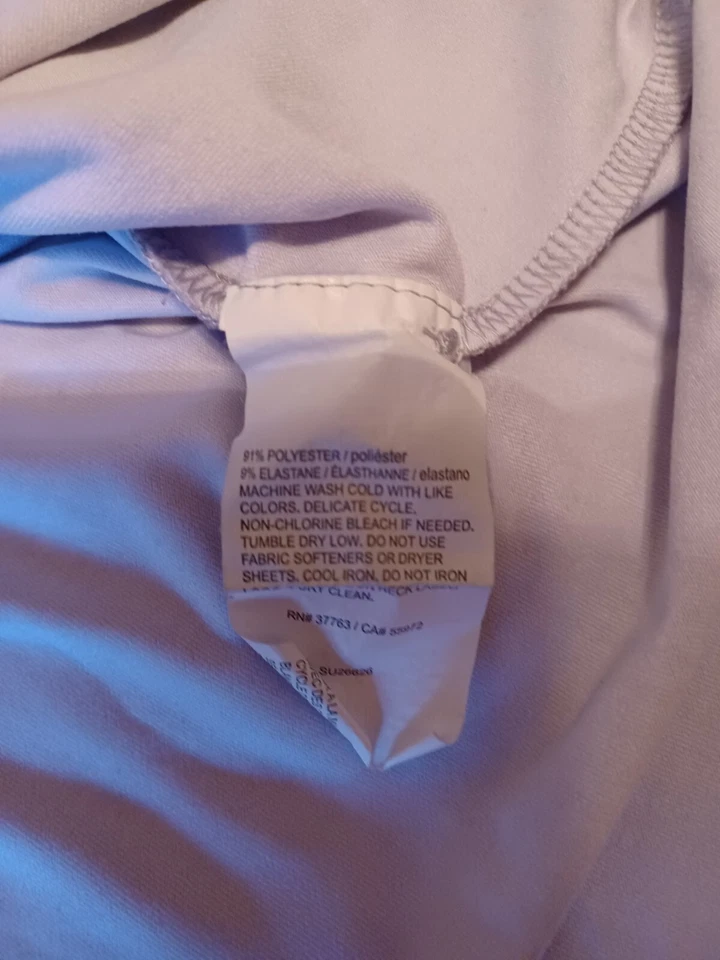 91% POLYESTER / poliéster
9% ELASTANE / ÉLASTHANNE / elastano
MACHINE WASH COLD WITH LIKE
COLORS. DELICATE CYCLE.
NON-CHLORINE BLEACH IF NEEDED.
TUMBLE DRY LOW. DO NOT USE
FABRIC SOFTENERS OR DRYER
SHEETS. COOL IRON. DO NOT IRON
DRY CLEAN.
RN# 37763 / CA#
SU26626